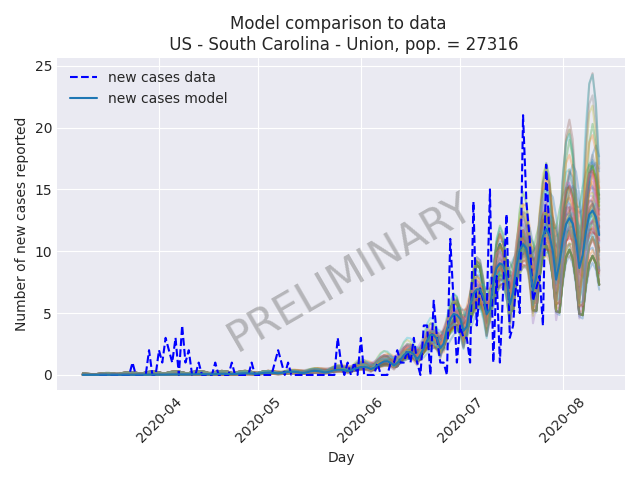 Model comparison to data
US - South Carolina - Union, pop. = 27316
new cases data
new cases model
Number of new cases reported
25
20
15
10
5
0
PRELIMINARY
2020-04
2020-05
2020-06
2020-07
2020-08
Day